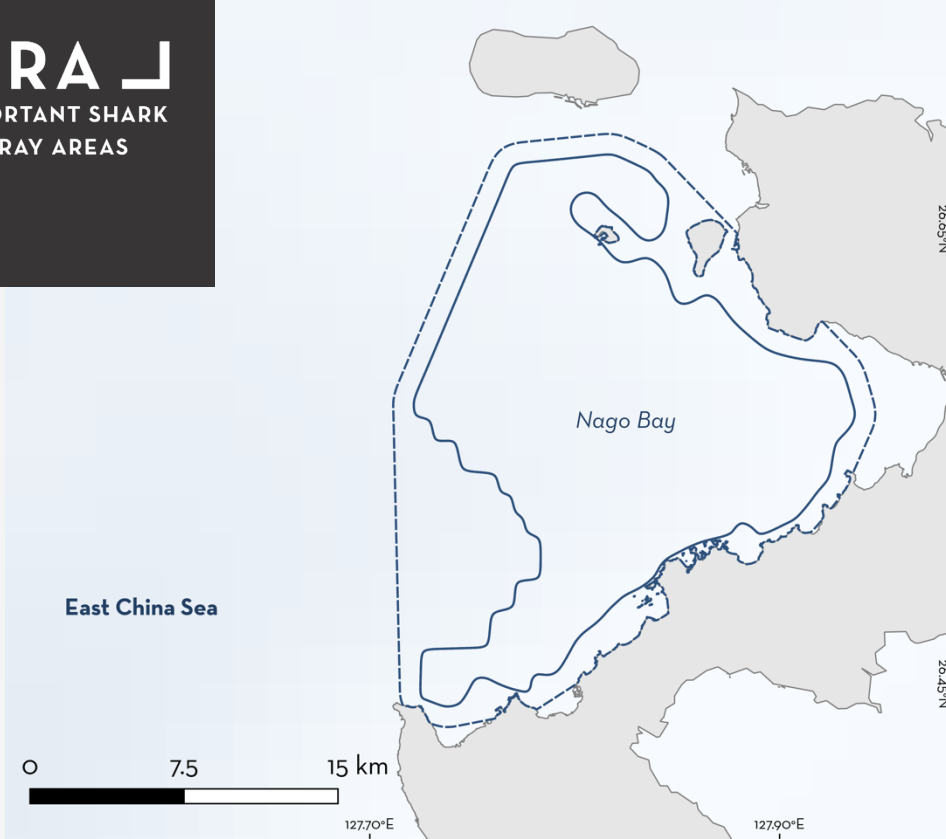 RA
ORTANT SHARK
RAY AREAS
26.65°N
Nago Bay
East China Sea
26.45°N
0 7.5 15 km
127.70°E 127.90°E